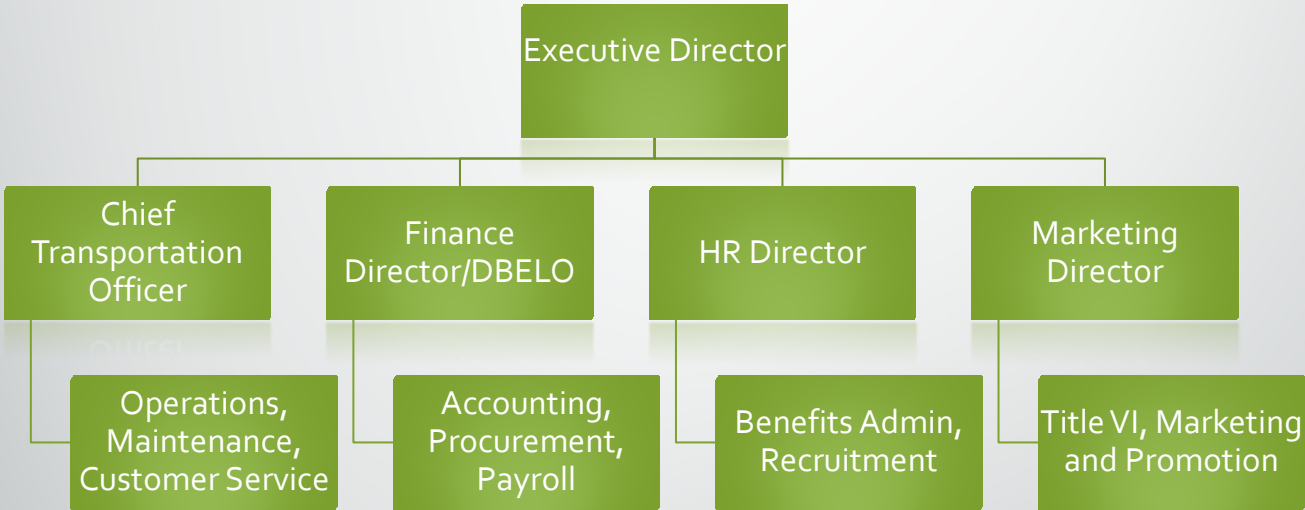 Executive Director
Chief
Transportation
Officer
Finance
Director/DBELO
HR Director
Marketing
Director
Operations,
Maintenance,
Customer Service
Accounting,
Procurement,
Payroll
Benefits Admin,
Recruitment
Title VI, Marketing
and Promotion